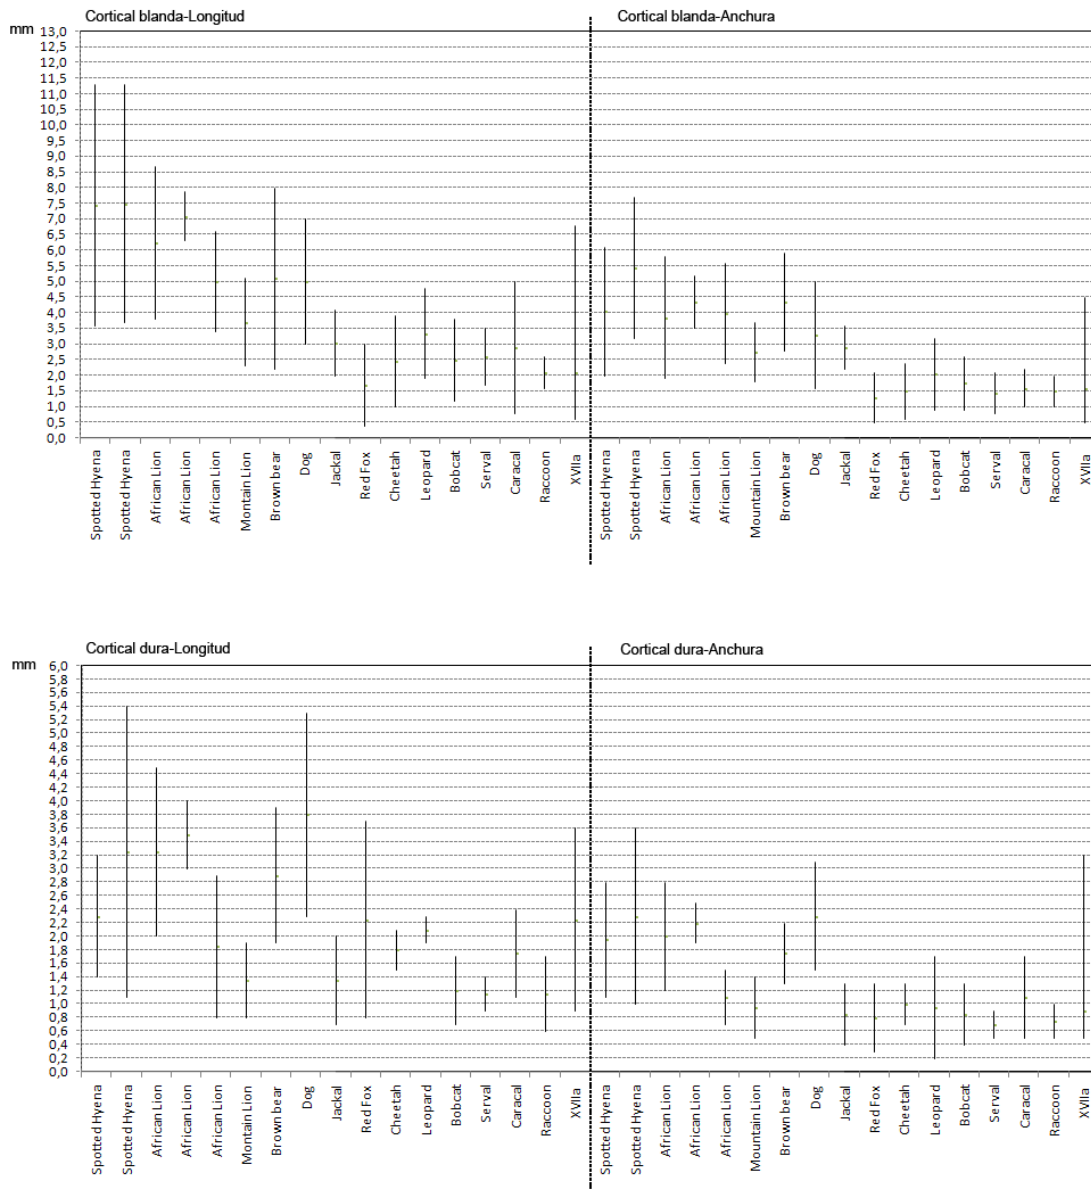 Cortical blanda-Longitud
Cortical blanda-Anchura
mm
13,0
12,5
12,0
11,5
11,0
10,5
10,0
9,5
9,0
8,5
8,0
7,5
7,0
6,5
6,0
5,5
5,0
4,5
4,0
3,5
3,0
2,5
2,0
1,5
1,0
0,5
0,0
Spotted Hyena
Spotted Hyena
African Lion
African Lion
African Lion
Montain Lion
Brown bear
Dog
Jackal
Red Fox
Cheetah
Leopard
Bobcat
Serval
Caracal
Raccoon
XVIIa
Spotted Hyena
Spotted Hyena
African Lion
African Lion
African Lion
Mountain Lion
Brown bear
Dog
Jackal
Red Fox
Cheetah
Leopard
Bobcat
Serval
Caracal
Raccoon
XVIIa
Cortical dura-Longitud
Cortical dura-Anchura
mm
6,0
5,8
5,6
5,4
5,2
5,0
4,8
4,6
4,4
4,2
4,0
3,8
3,6
3,4
3,2
3,0
2,8
2,6
2,4
2,2
2,0
1,8
1,6
1,4
1,2
1,0
0,8
0,6
0,4
0,2
0,0
Spotted Hyena
Spotted Hyena
African Lion
African Lion
African Lion
Montain Lion
Brown bear
Dog
Jackal
Red Fox
Cheetah
Leopard
Bobcat
Serval
Caracal
Raccoon
XVIIa
Spotted Hyena
Spotted Hyena
African Lion
African Lion
African Lion
Mountain Lion
Brown bear
Dog
Jackal
Red Fox
Cheetah
Leopard
Bobcat
Serval
Caracal
Raccoon
XVIIa